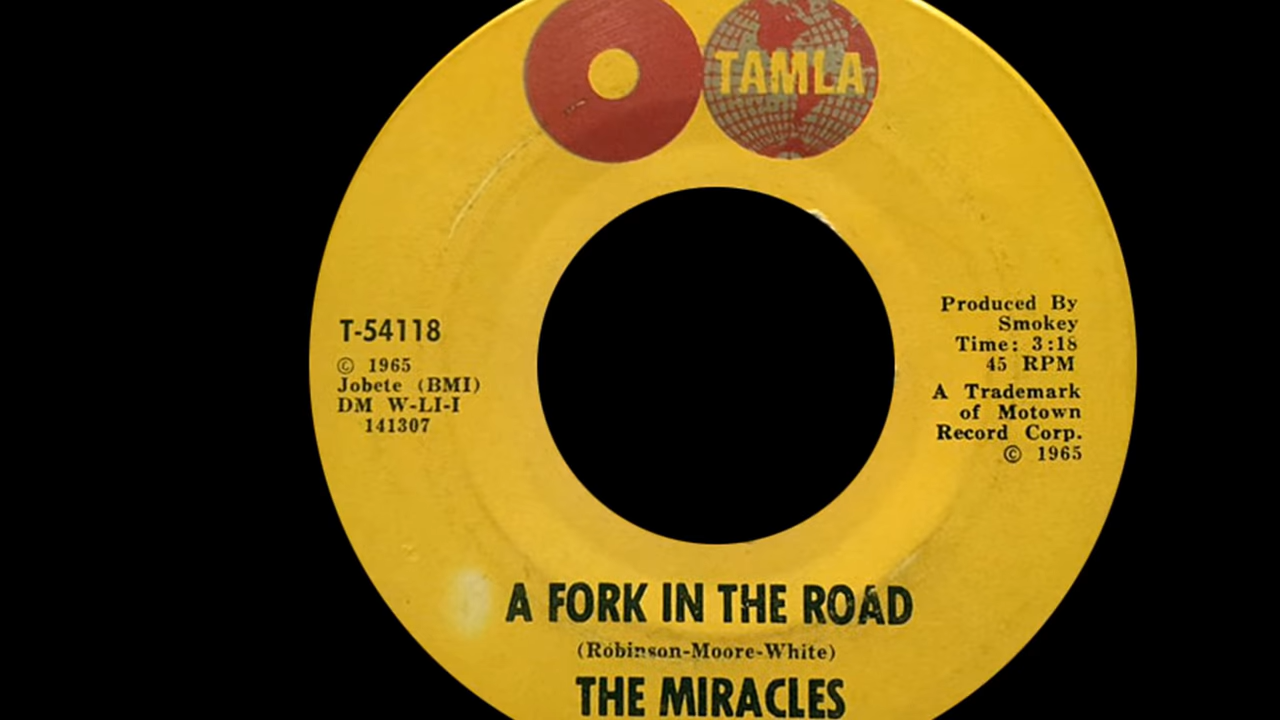 TAMLA
T-54118
© 1965
Jobete (BMI)
DM W-LI-I
141307
Produced By
Smokey
Time: 3:18
45 RPM
A Trademark
of Motown
Record Corp.
© 1965
A FORK IN THE ROAD
(Robinson-Moore-White)
THE MIRACLES